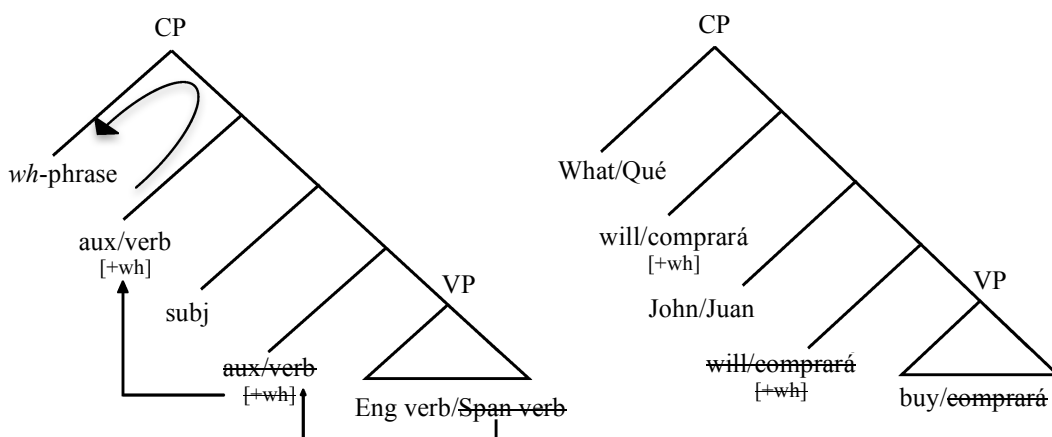 CP
wh-phrase
aux/verb
[+wh]
subj
VP
aux/verb
[+wh]
Eng verb/Span verb
CP
What/Qué
will/comprará
[+wh]
John/Juan
VP
will/comprará
[+wh]
buy/comprará